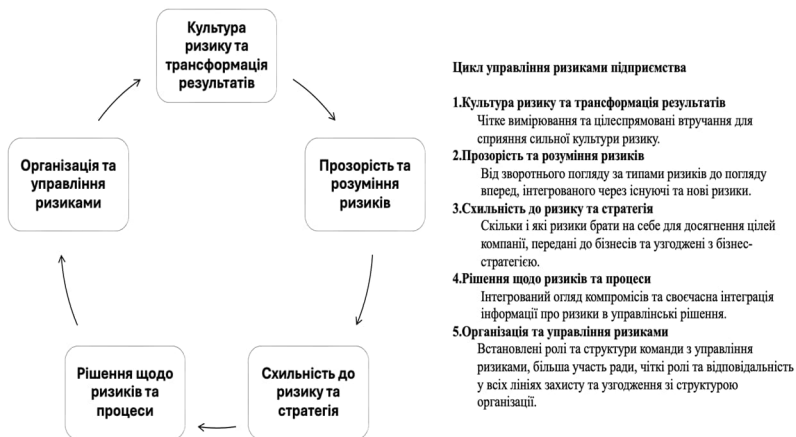 Культура
ризику та
трансформація
результатів
Організація та
управління
ризиками
Прозорість та
розуміння
ризиків
Рішення щодо
ризиків та
процеси
Схильність до
ризику та
стратегія
Цикл управління ризиками підприємства
1.Культура ризику та трансформація результатів
Чітке вимірювання та цілеспрямовані втручання для
сприяння сильної культури ризику.
2.Прозорість та розуміння ризиків
Від зворотнього погляду за типами ризиків до погляду
вперед, інтегрованого через існуючі та нові ризики.
3.Схильність до ризику та стратегія
Скільки і які ризики брати на себе для досягнення цілей
компанії, передані до бізнесів та узгоджені з бізнес-
стратегією.
4.Рішення щодо ризиків та процеси
Інтегрований огляд компромісів та своєчасна інтеграція
інформації про ризики в управлінські рішення.
5.Організація та управління ризиками
Встановлені ролі та структури команди з управління
ризиками, більша участь ради, чіткі ролі та відповідальність
у всіх лініях захисту та узгодження зі структурою
організації.